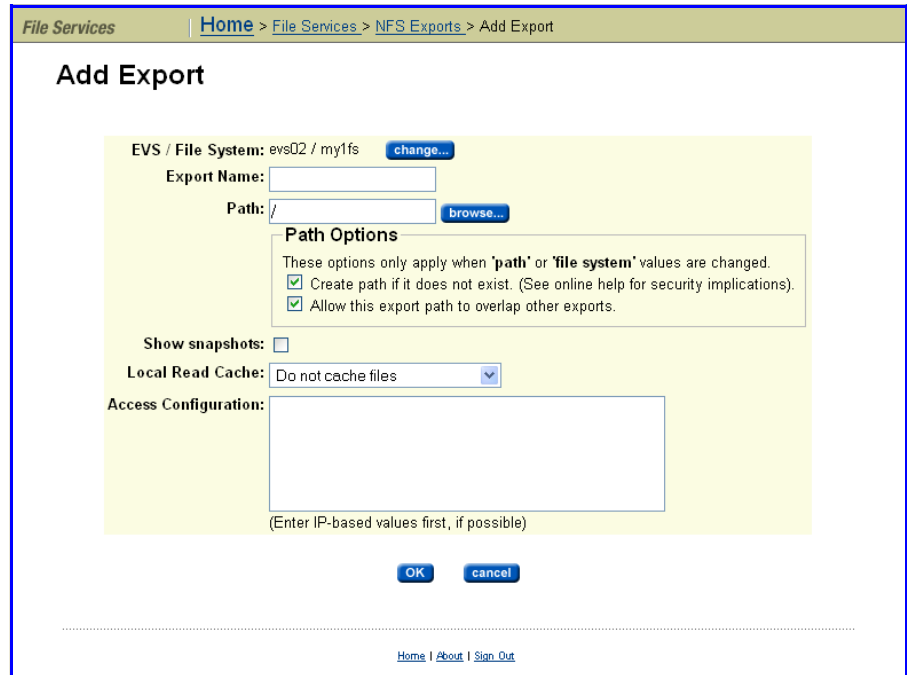 File Services Home > File Services > NFS Exports > Add Export
Add Export
EVS / File System: evs02 / my1fs change...
Export Name:
Path: / browse...
Path Options
These options only apply when 'path' or 'file system' values are changed.
Create path if it does not exist. (See online help for security implications).
Allow this export path to overlap other exports.
Show snapshots:
Local Read Cache: Do not cache files
Access Configuration:
(Enter IP-based values first, if possible)
OK cancel
Home | About | Sign Out